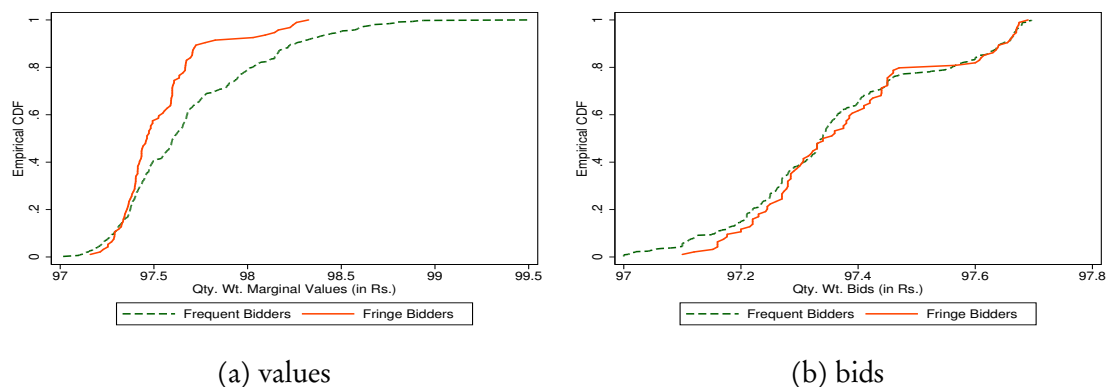 Empirical CDF
1
.8
.6
.4
.2
0
97
97.5
98
98.5
99
99.5
Qty. Wt. Marginal Values (in Rs.)
Frequent Bidders
Fringe Bidders
(a) values
Empirical CDF
1
.8
.6
.4
.2
0
97
97.2
97.4
97.6
97.8
Qty. Wt. Bids (in Rs.)
Frequent Bidders
Fringe Bidders
(b) bids